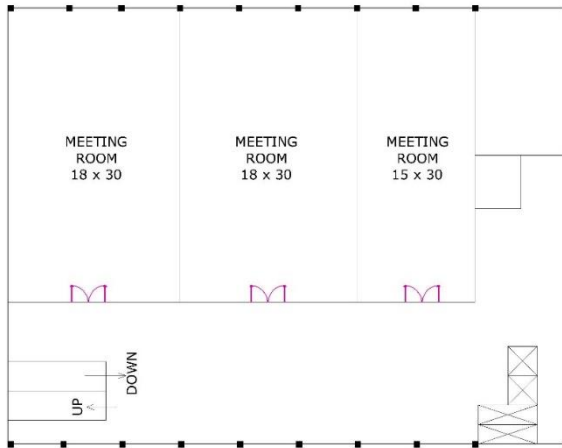 MEETING
ROOM
18 x 30
MEETING
ROOM
18 x 30
MEETING
ROOM
15 x 30
DOWN
UP